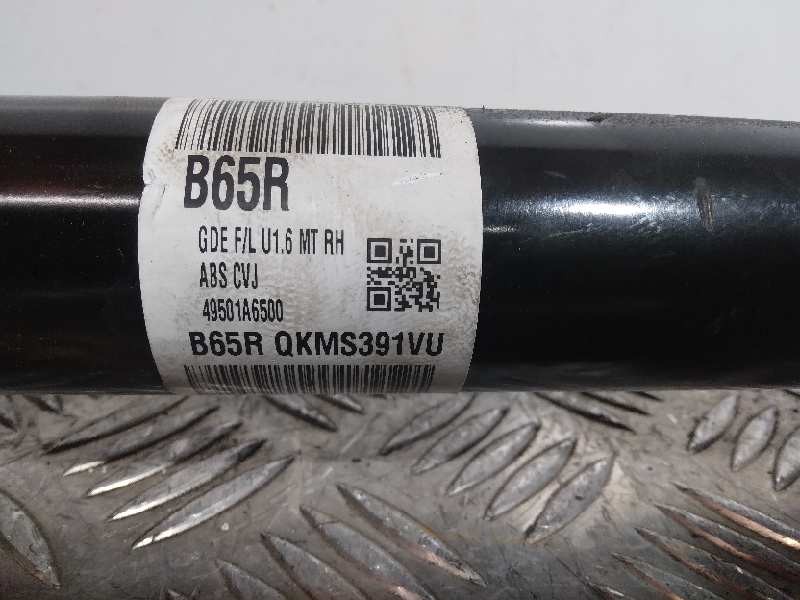 B65R
GDE F/L U1.6 MT RH
ABS CVJ
49501A6500
B65R QKMS391VU